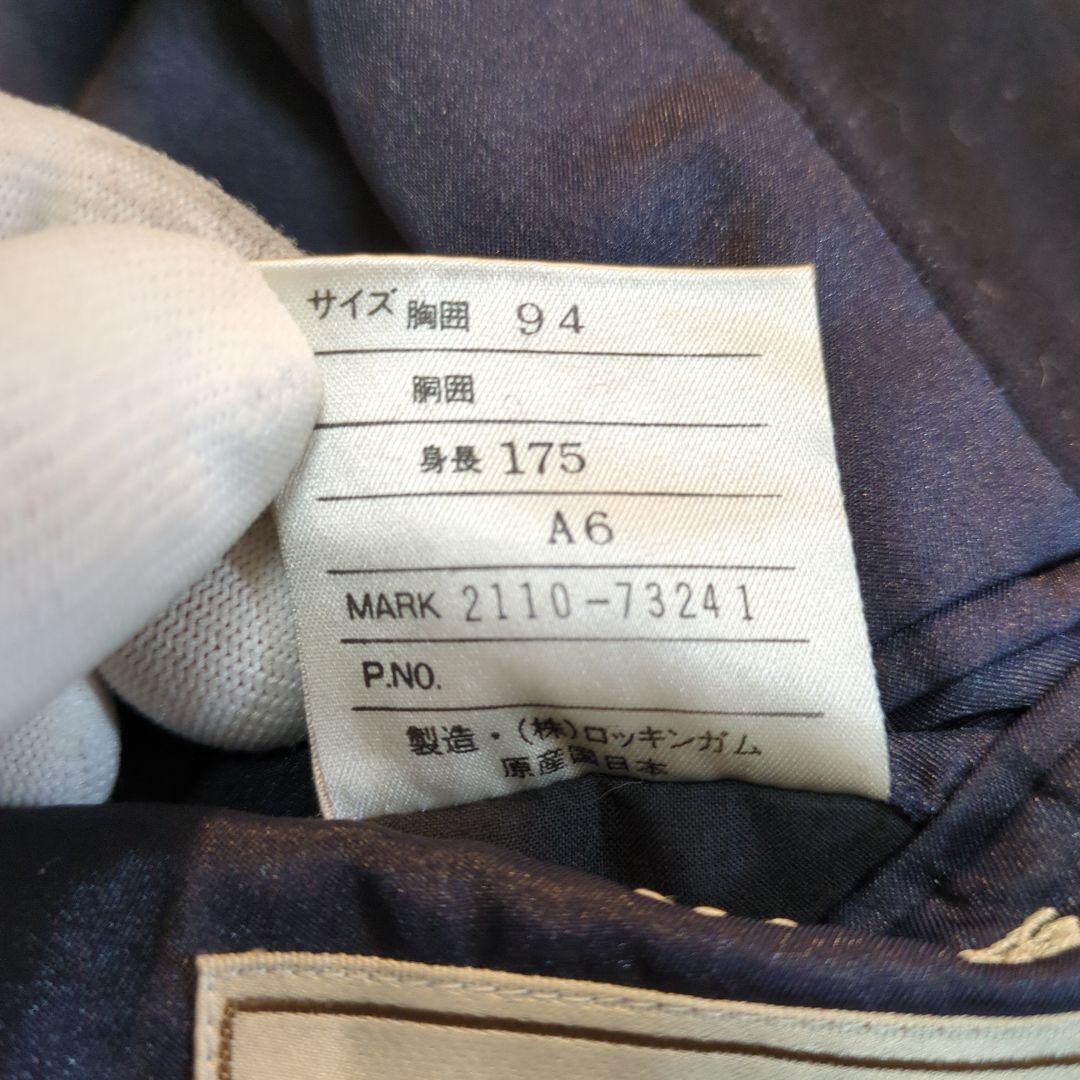 サイズ 胸囲 94
胴囲
身長 175
A6
MARK 2110-73241
P.NO.
製造・(株)ロッキンガム
原産国日本